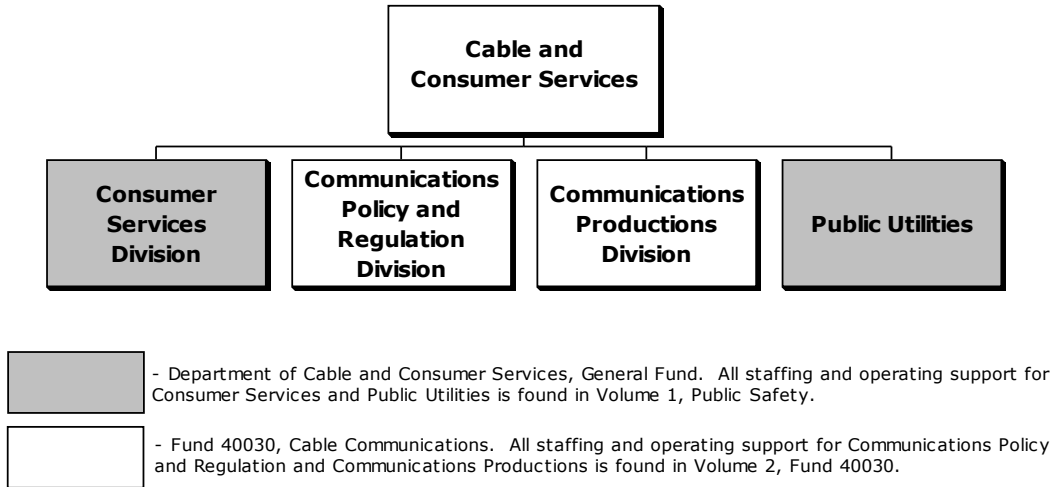 Cable and
Consumer Services
Consumer
Services
Division
Communications
Policy and
Regulation
Division
Communications
Productions
Division
Public Utilities
- Department of Cable and Consumer Services, General Fund. All staffing and operating support for
Consumer Services and Public Utilities is found in Volume 1, Public Safety.
- Fund 40030, Cable Communications. All staffing and operating support for Communications Policy
and Regulation and Communications Productions is found in Volume 2, Fund 40030.